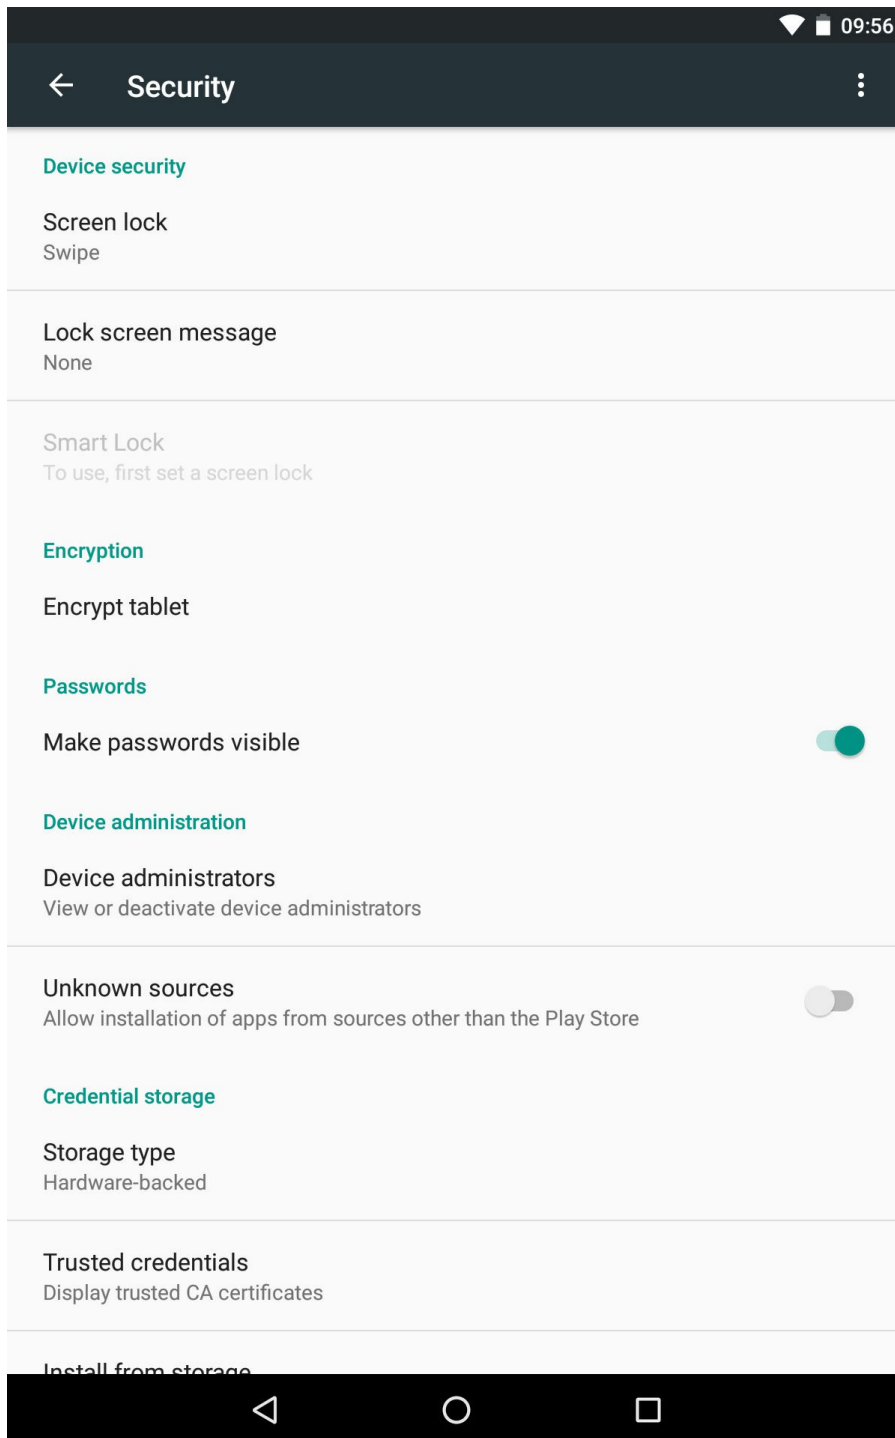 09:56
Security
Device security
Screen lock
Swipe
Lock screen message
None
Smart Lock
To use, first set a screen lock
Encryption
Encrypt tablet
Passwords
Make passwords visible
Device administration
Device administrators
View or deactivate device administrators
Unknown sources
Allow installation of apps from sources other than the Play Store
Credential storage
Storage type
Hardware-backed
Trusted credentials
Display trusted CA certificates
Install from storage